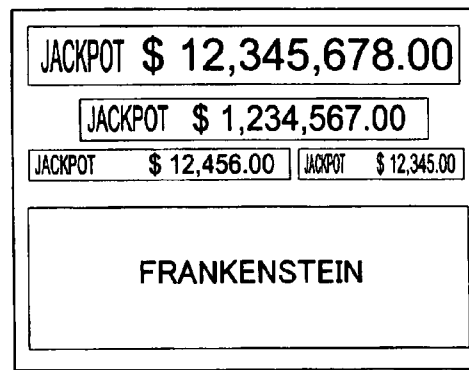 JACKPOT $ 12,345,678.00
JACKPOT $ 1,234,567.00
JACKPOT $ 12,456.00 JACKPOT $ 12,345.00
FRANKENSTEIN